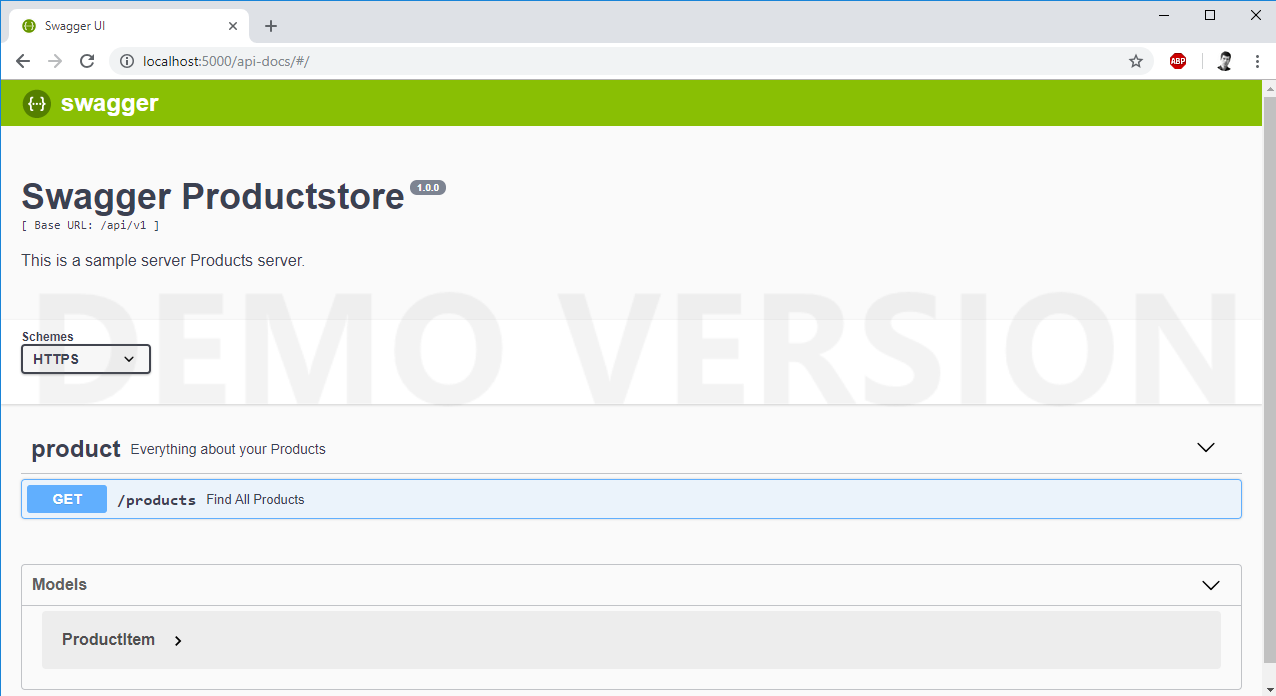 Swagger UI
localhost:5000/api-docs/#/
ABP
{··} swagger
Swagger Productstore 1.0.0
[ Base URL: /api/v1 ]
This is a sample server Products server.
DEMO VERSION
Schemes
HTTPS
product Everything about your Products
GET /products Find All Products
Models
ProductItem